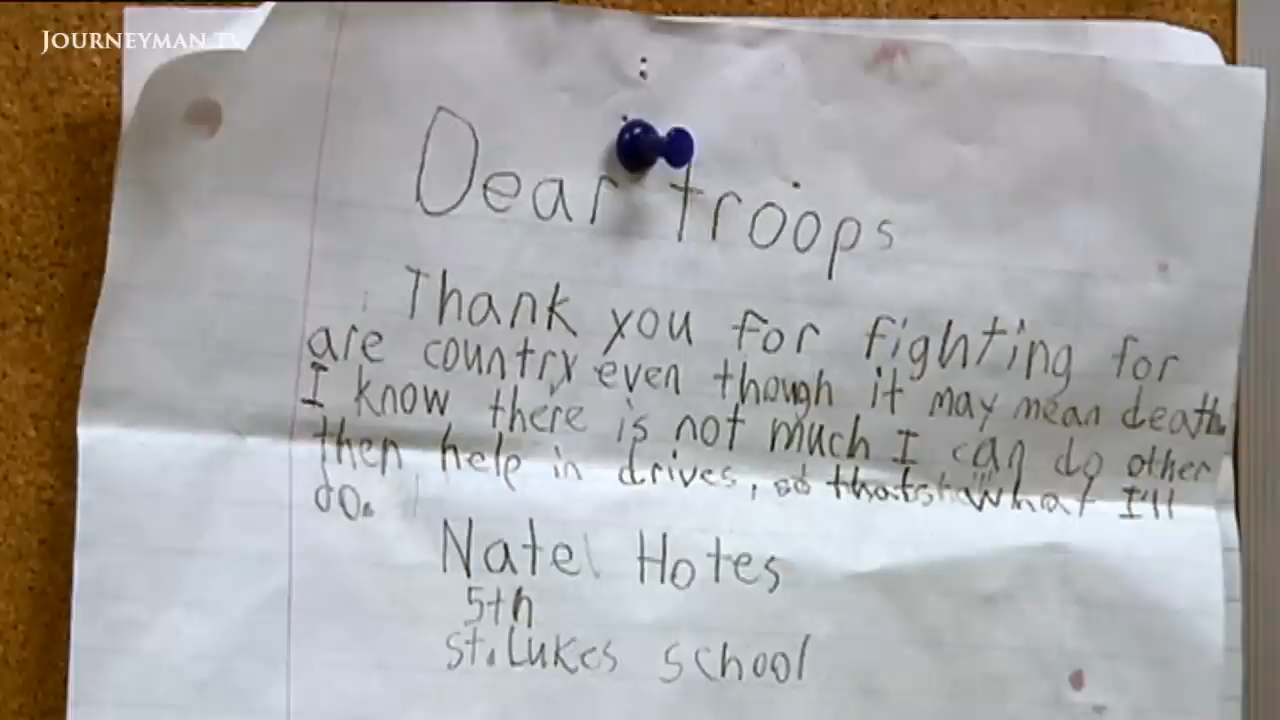 JOURNEYMAN TV
Dear troops
Thank you for fighting for
are country even though it may mean death.
I know there is not much I can do other
then help in drives, so thats what I'll
do.
Nate Hotes
5th
St. Lukes School